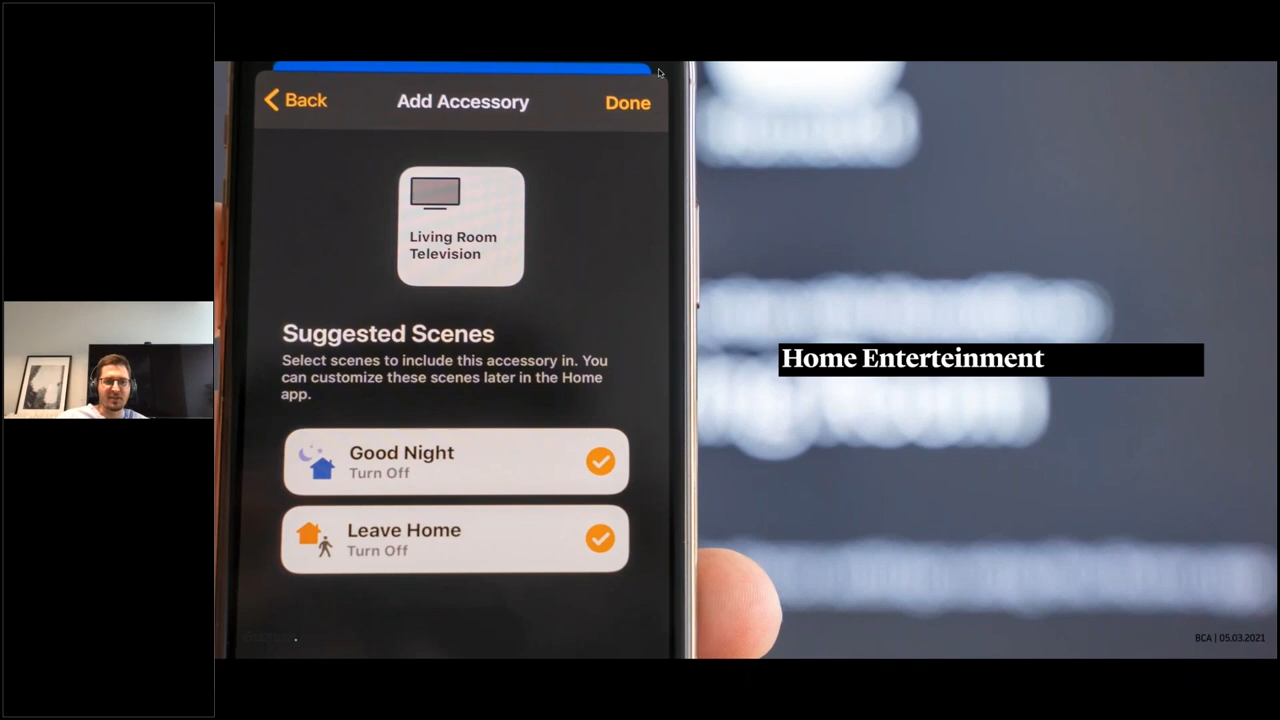 Back
Add Accessory
Done
Living Room
Television
Suggested Scenes
Select scenes to include this accessory in. You
can customize these scenes later in the Home
app.
Good Night
Turn Off
Leave Home
Turn Off
Home Enterteinment
BCA | 05.03.2021